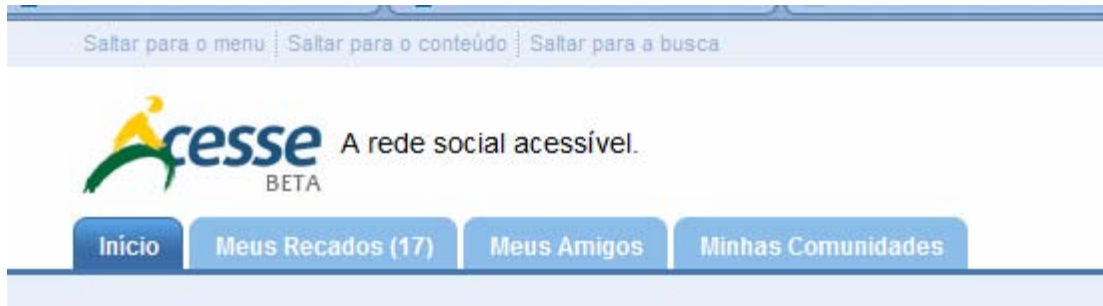 Saltar para o menu Saltar para o conteúdo Saltar para a busca
Acesse A rede social acessível.
BETA
Início Meus Recados (17) Meus Amigos Minhas Comunidades